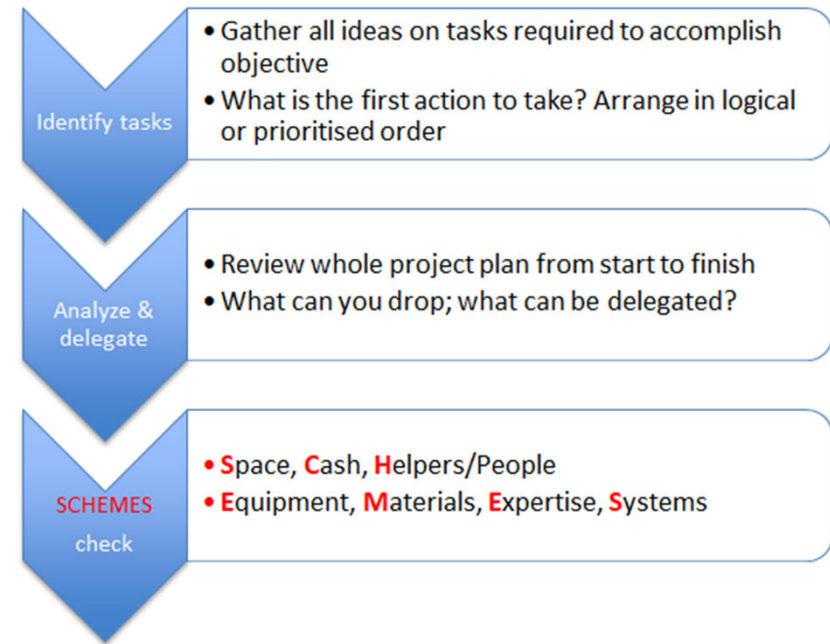 Identify tasks
• Gather all ideas on tasks required to accomplish
objective
• What is the first action to take? Arrange in logical
or prioritised order
Analyze &
delegate
• Review whole project plan from start to finish
• What can you drop; what can be delegated?
SCHEMES
check
• Space, Cash, Helpers/People
• Equipment, Materials, Expertise, Systems